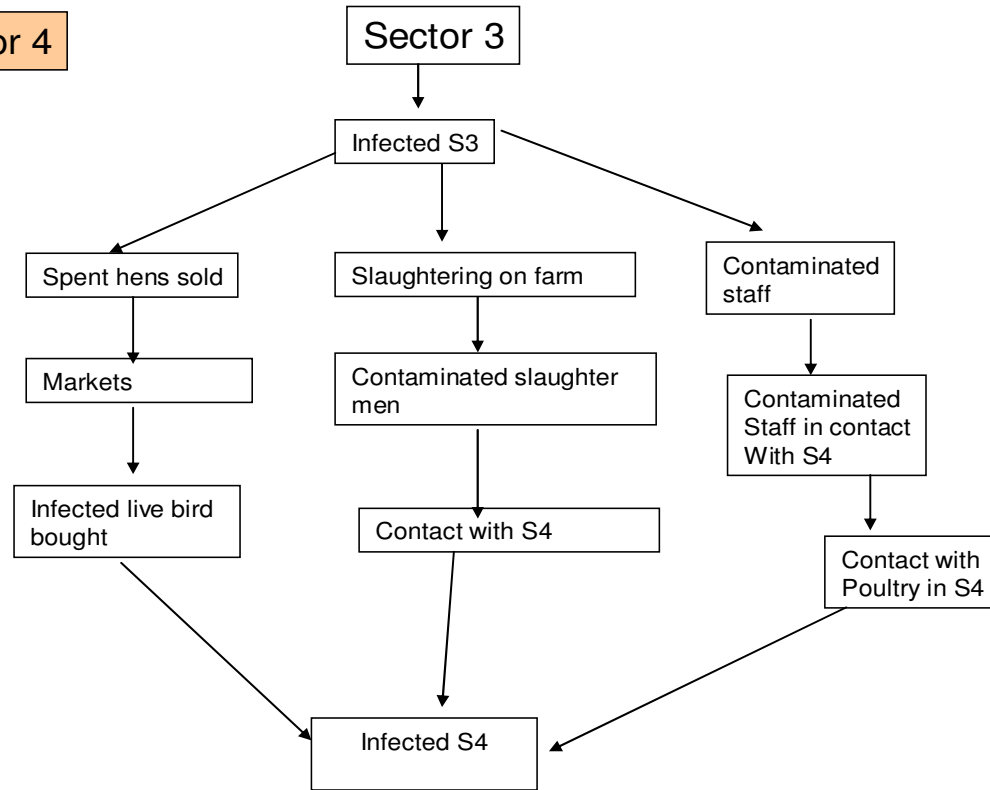 4
Sector 3
Infected S3
Spent hens sold
Slaughtering on farm
Contaminated
staff
Markets
Contaminated slaughter
men
Contaminated
Staff in contact
With S4
Infected live bird
bought
Contact with S4
Contact with
Poultry in S4
Infected S4